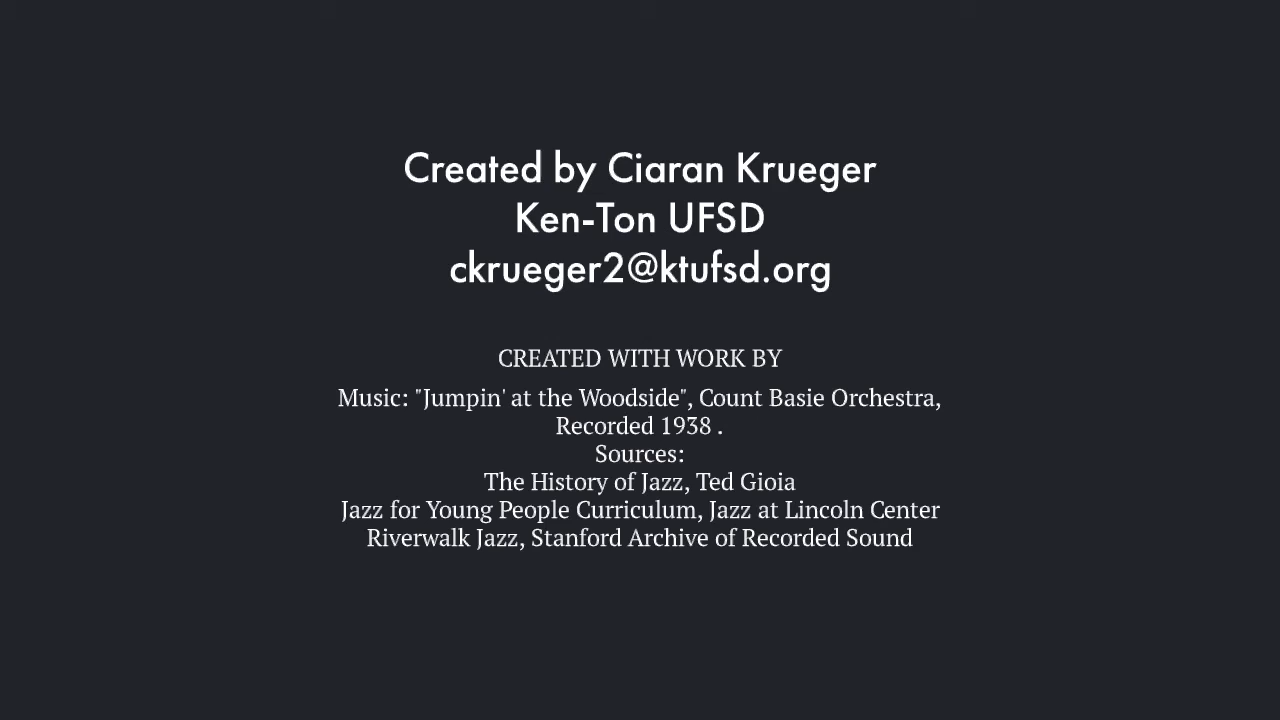 Created by Ciaran Krueger
Ken-Ton UFSD
ckrueger2@ktufsd.org
CREATED WITH WORK BY
Music: "Jumpin' at the Woodside", Count Basie Orchestra,
Recorded 1938 .
Sources:
The History of Jazz, Ted Gioia
Jazz for Young People Curriculum, Jazz at Lincoln Center
Riverwalk Jazz, Stanford Archive of Recorded Sound